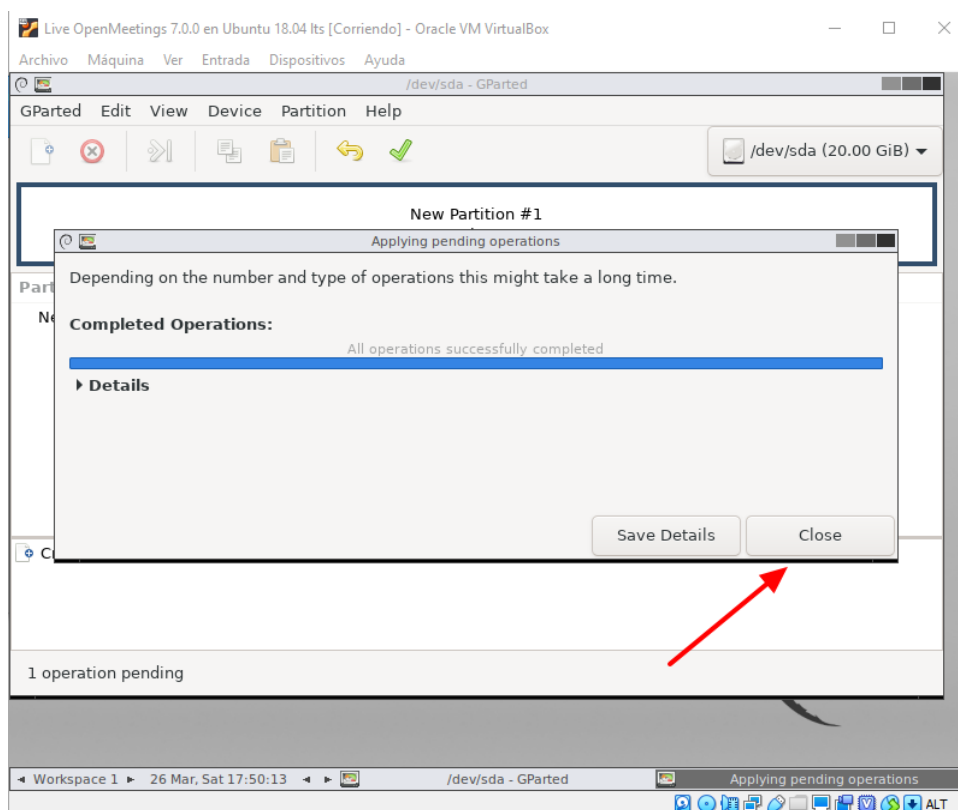 Live OpenMeetings 7.0.0 en Ubuntu 18.04 lts [Corriendo] - Oracle VM VirtualBox
Archivo Máquina Ver Entrada Dispositivos Ayuda
/dev/sda - GParted
GParted Edit View Device Partition Help
/dev/sda (20.00 GiB)
New Partition #1
Applying pending operations
Part
Depending on the number and type of operations this might take a long time.
Ne
Completed Operations:
All operations successfully completed
Details
Save Details Close
1 operation pending
Workspace 1 26 Mar, Sat 17:50:13 /dev/sda - GParted Applying pending operations
ALT